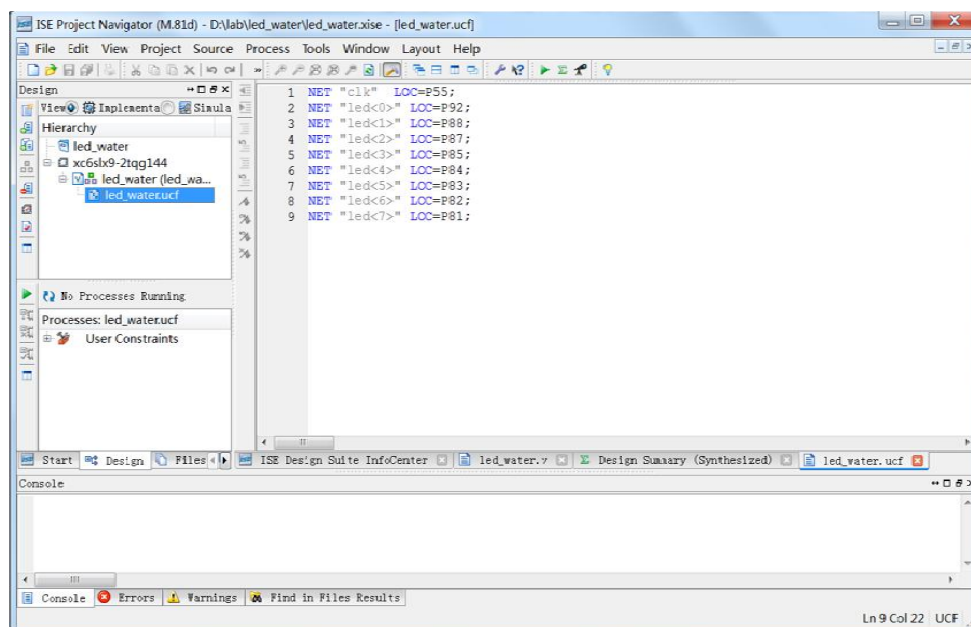 ISE Project Navigator (M.81d) - D:\lab\led_water\led_water.xise - [led_water.ucf]
File Edit View Project Source Process Tools Window Layout Help
Design
View Implementa Simula
Hierarchy
led_water
xc6slx9-2tqg144
led_water (led_wa...
led_water.ucf
No Processes Running
Processes: led_water.ucf
User Constraints
1 NET "clk" LOC=P55;
2 NET "led<0>" LOC=P92;
3 NET "led<1>" LOC=P88;
4 NET "led<2>" LOC=P87;
5 NET "led<3>" LOC=P85;
6 NET "led<4>" LOC=P84;
7 NET "led<5>" LOC=P83;
8 NET "led<6>" LOC=P82;
9 NET "led<7>" LOC=P81;
Start Design Files ISE Design Suite InfoCenter led_water.v Design Summary (Synthesized) led_water.ucf
Console
Console Errors Warnings Find in Files Results
Ln 9 Col 22 UCF